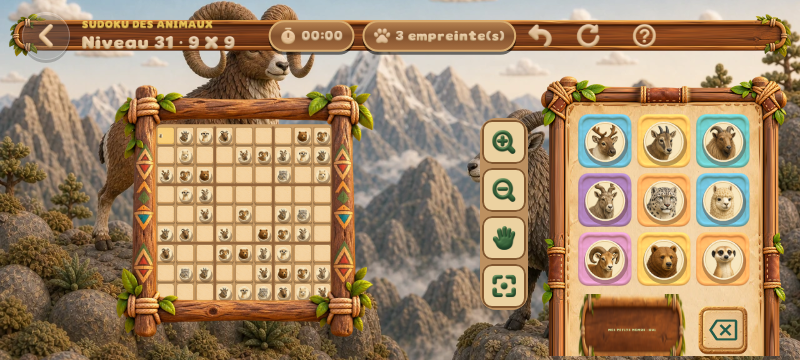 SUDOKU DES ANIMAUX
Niveau 31 · 9 X 9
00:00
3 empreinte(s)